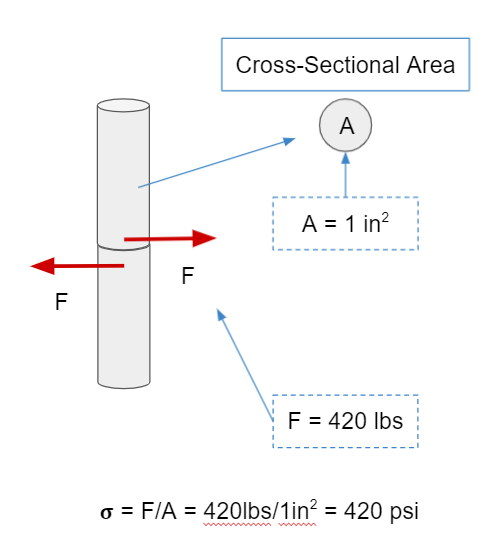 Cross-Sectional Area
A
A = 1 in²
F
F
F = 420 lbs
σ = F/A = 420lbs/1in² = 420 psi